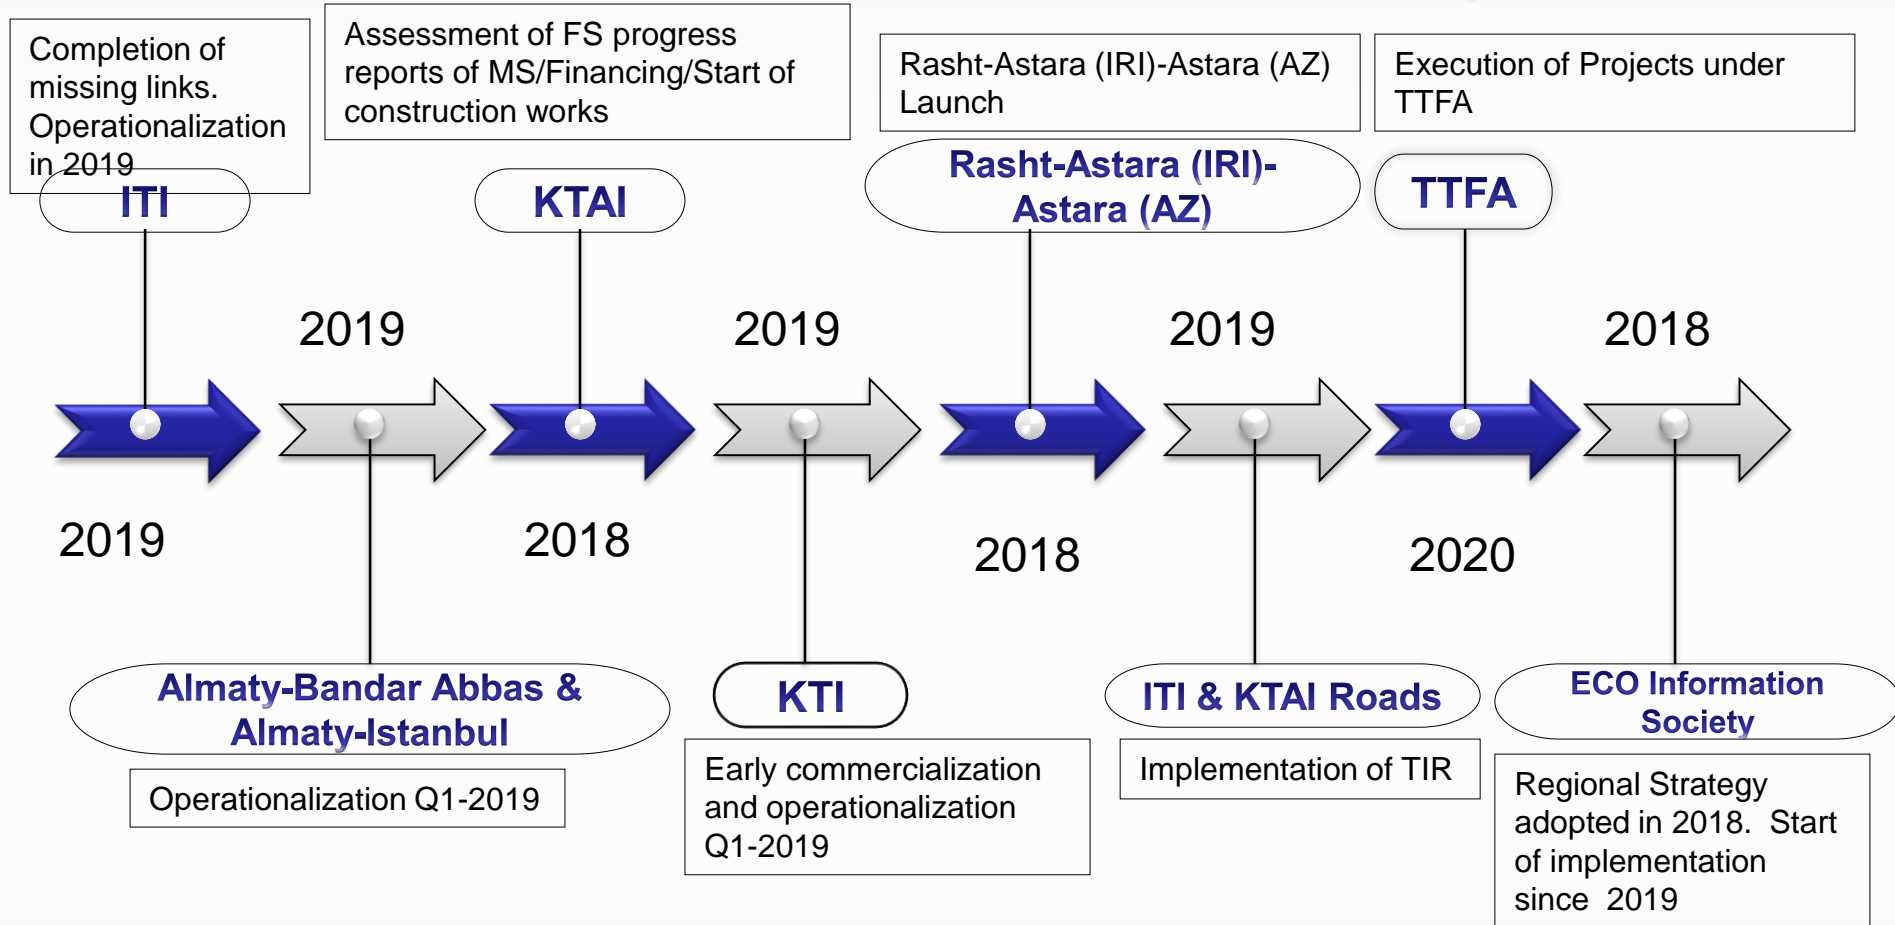 Completion of
missing links.
Operationalization
in 2019
ITI
Assessment of FS progress
reports of MS/Financing/Start of
construction works
KTAI
Rasht-Astara (IRI)-Astara (AZ)
Launch
Rasht-Astara (IRI)-
Astara (AZ)
Execution of Projects under
TTFA
TTFA
2019
2019
2019
2018
2019
2018
2018
2020
Almaty-Bandar Abbas &
Almaty-Istanbul
Operationalization Q1-2019
KTI
Early commercialization
and operationalization
Q1-2019
ITI & KTAI Roads
Implementation of TIR
ECO Information
Society
Regional Strategy
adopted in 2018.  Start
of implementation
since  2019